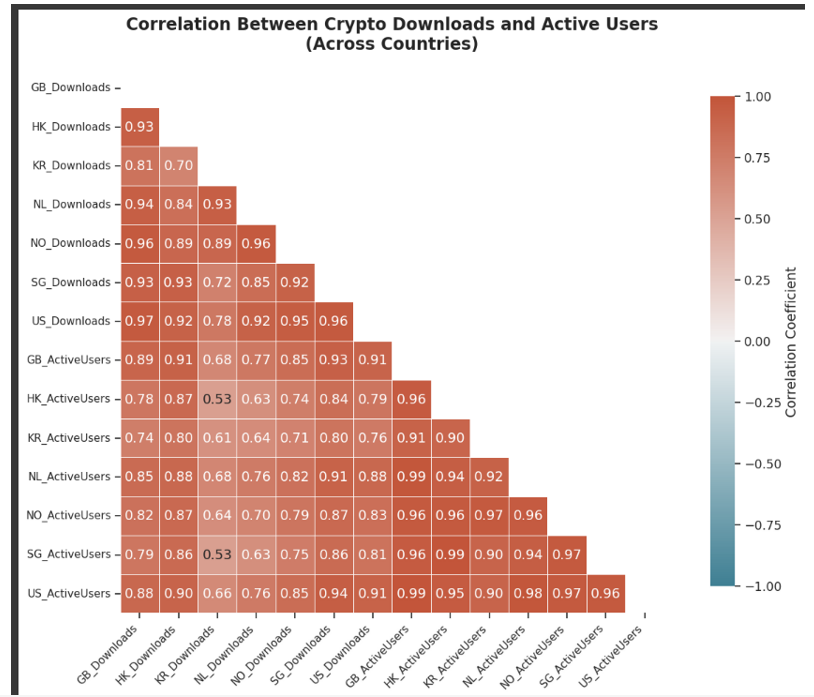 Correlation Between Crypto Downloads and Active Users
(Across Countries)
GB_Downloads
HK_Downloads 0.93
KR_Downloads 0.81 0.70
NL_Downloads 0.94 0.84 0.93
NO_Downloads 0.96 0.89 0.89 0.96
SG_Downloads 0.93 0.93 0.72 0.85 0.92
US_Downloads 0.97 0.92 0.78 0.92 0.95 0.96
GB_ActiveUsers 0.89 0.91 0.68 0.77 0.85 0.93 0.91
HK_ActiveUsers 0.78 0.87 0.53 0.63 0.74 0.84 0.79 0.96
KR_ActiveUsers 0.74 0.80 0.61 0.64 0.71 0.80 0.76 0.91 0.90
NL_ActiveUsers 0.85 0.88 0.68 0.76 0.82 0.91 0.88 0.99 0.94 0.92
NO_ActiveUsers 0.82 0.87 0.64 0.70 0.79 0.87 0.83 0.96 0.96 0.97 0.96
SG_ActiveUsers 0.79 0.86 0.53 0.63 0.75 0.86 0.81 0.96 0.99 0.90 0.94 0.97
US_ActiveUsers 0.88 0.90 0.66 0.76 0.85 0.94 0.91 0.99 0.95 0.90 0.98 0.97 0.96
GB_Downloads HK_Downloads KR_Downloads NL_Downloads NO_Downloads SG_Downloads US_Downloads GB_ActiveUsers HK_ActiveUsers KR_ActiveUsers NL_ActiveUsers NO_ActiveUsers SG_ActiveUsers US_ActiveUsers
1.00
0.75
0.50
0.25
0.00
−0.25
−0.50
−0.75
−1.00
Correlation Coefficient